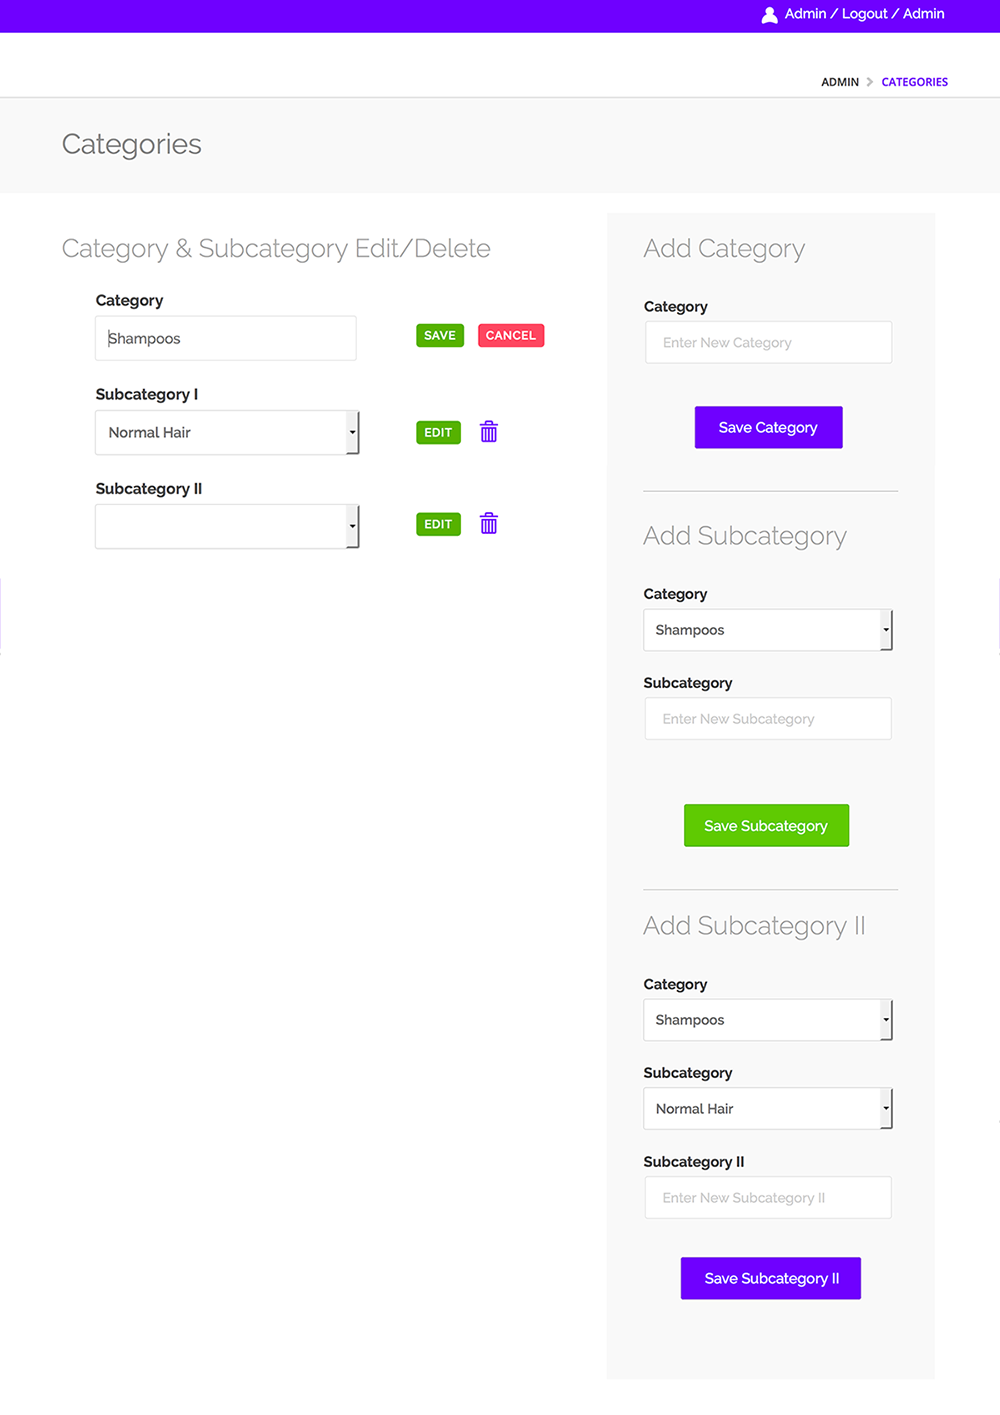 Admin / Logout / Admin
ADMIN > CATEGORIES
Categories
Category & Subcategory Edit/Delete
Category
Shampoos
SAVE
CANCEL
Subcategory I
Normal Hair
EDIT
Subcategory II
EDIT
Add Category
Category
Enter New Category
Save Category
Add Subcategory
Category
Shampoos
Subcategory
Enter New Subcategory
Save Subcategory
Add Subcategory II
Category
Shampoos
Subcategory
Normal Hair
Subcategory II
Enter New Subcategory II
Save Subcategory II